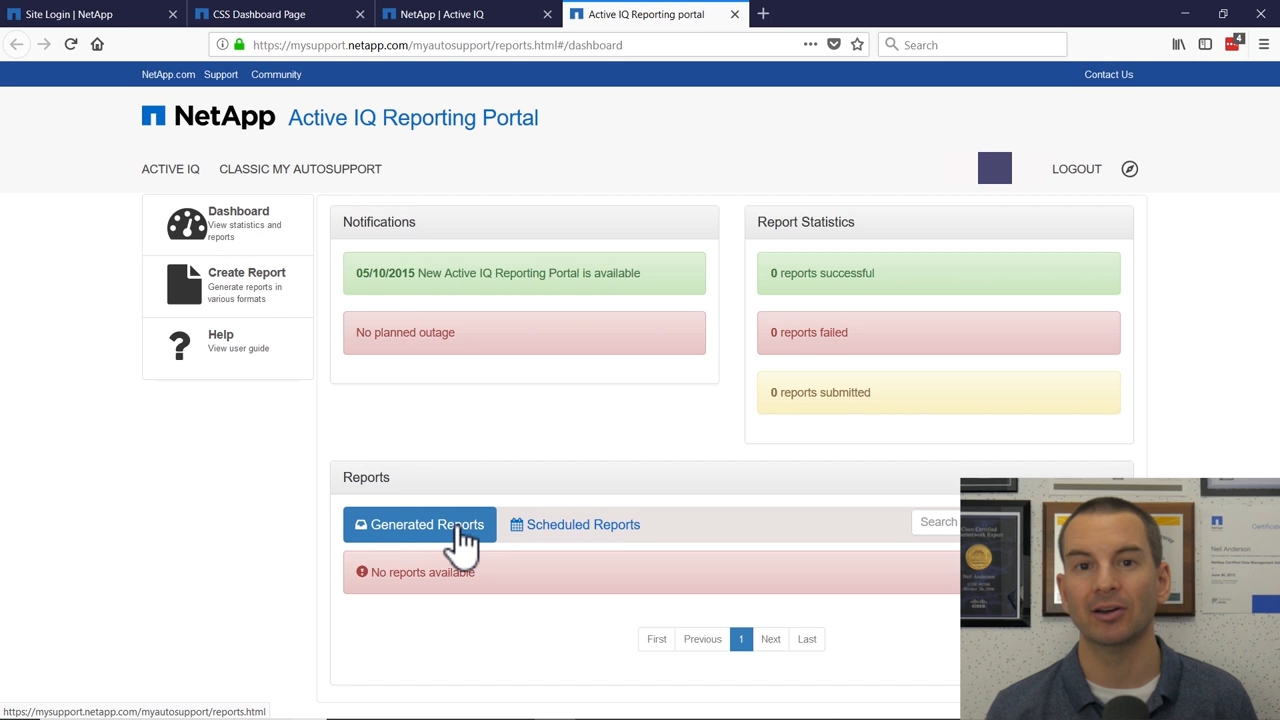 Site Login | NetApp
CSS Dashboard Page
NetApp | Active IQ
Active IQ Reporting portal
https://mysupport.netapp.com/myautosupport/reports.html#/dashboard
Search
4
NetApp.com Support Community
Contact Us
NetApp Active IQ Reporting Portal
ACTIVE IQ CLASSIC MY AUTOSUPPORT
LOGOUT
Dashboard
View statistics and
reports
Create Report
Generate reports in
various formats
Help
View user guide
Notifications
05/10/2015 New Active IQ Reporting Portal is available
No planned outage
Report Statistics
0 reports successful
0 reports failed
0 reports submitted
Reports
Generated Reports
Scheduled Reports
Search
No reports available
First Previous 1 Next Last
NetApp
Neil Anderson
https://mysupport.netapp.com/myautosupport/reports.html